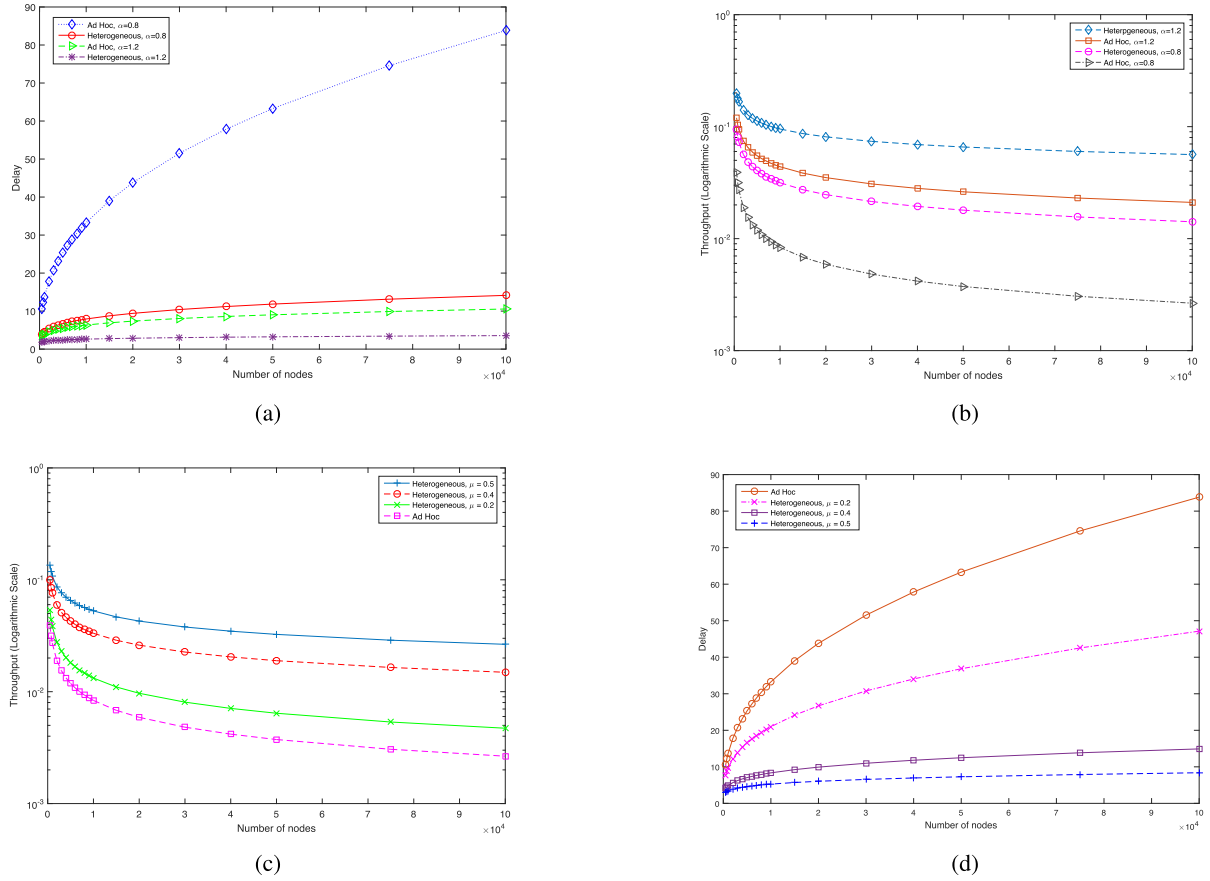 90
80
70
60
50
40
30
20
10
0
Delay
Ad Hoc, α=0.8
Heterogeneous, α=0.8
Ad Hoc, α=1.2
Heterogeneous, α=1.2
0 1 2 3 4 5 6 7 8 9 10
Number of nodes
×10^4
(a)
10^0
10^-1
10^-2
10^-3
Throughput (Logarithmic Scale)
Heterpgeneous, α=1.2
Ad Hoc, α=1.2
Heterogeneous, α=0.8
Ad Hoc, α=0.8
0 1 2 3 4 5 6 7 8 9 10
Number of nodes
×10^4
(b)
10^0
10^-1
10^-2
10^-3
Throughput (Logarithmic Scale)
Heterogeneous, μ = 0.5
Heterogeneous, μ = 0.4
Heterogeneous, μ = 0.2
Ad Hoc
0 1 2 3 4 5 6 7 8 9 10
Number of nodes
×10^4
(c)
90
80
70
60
50
40
30
20
10
0
Delay
Ad Hoc
Heterogeneous, μ = 0.2
Heterogeneous, μ = 0.4
Heterogeneous, μ = 0.5
0 1 2 3 4 5 6 7 8 9 10
Number of nodes
×10^4
(d)